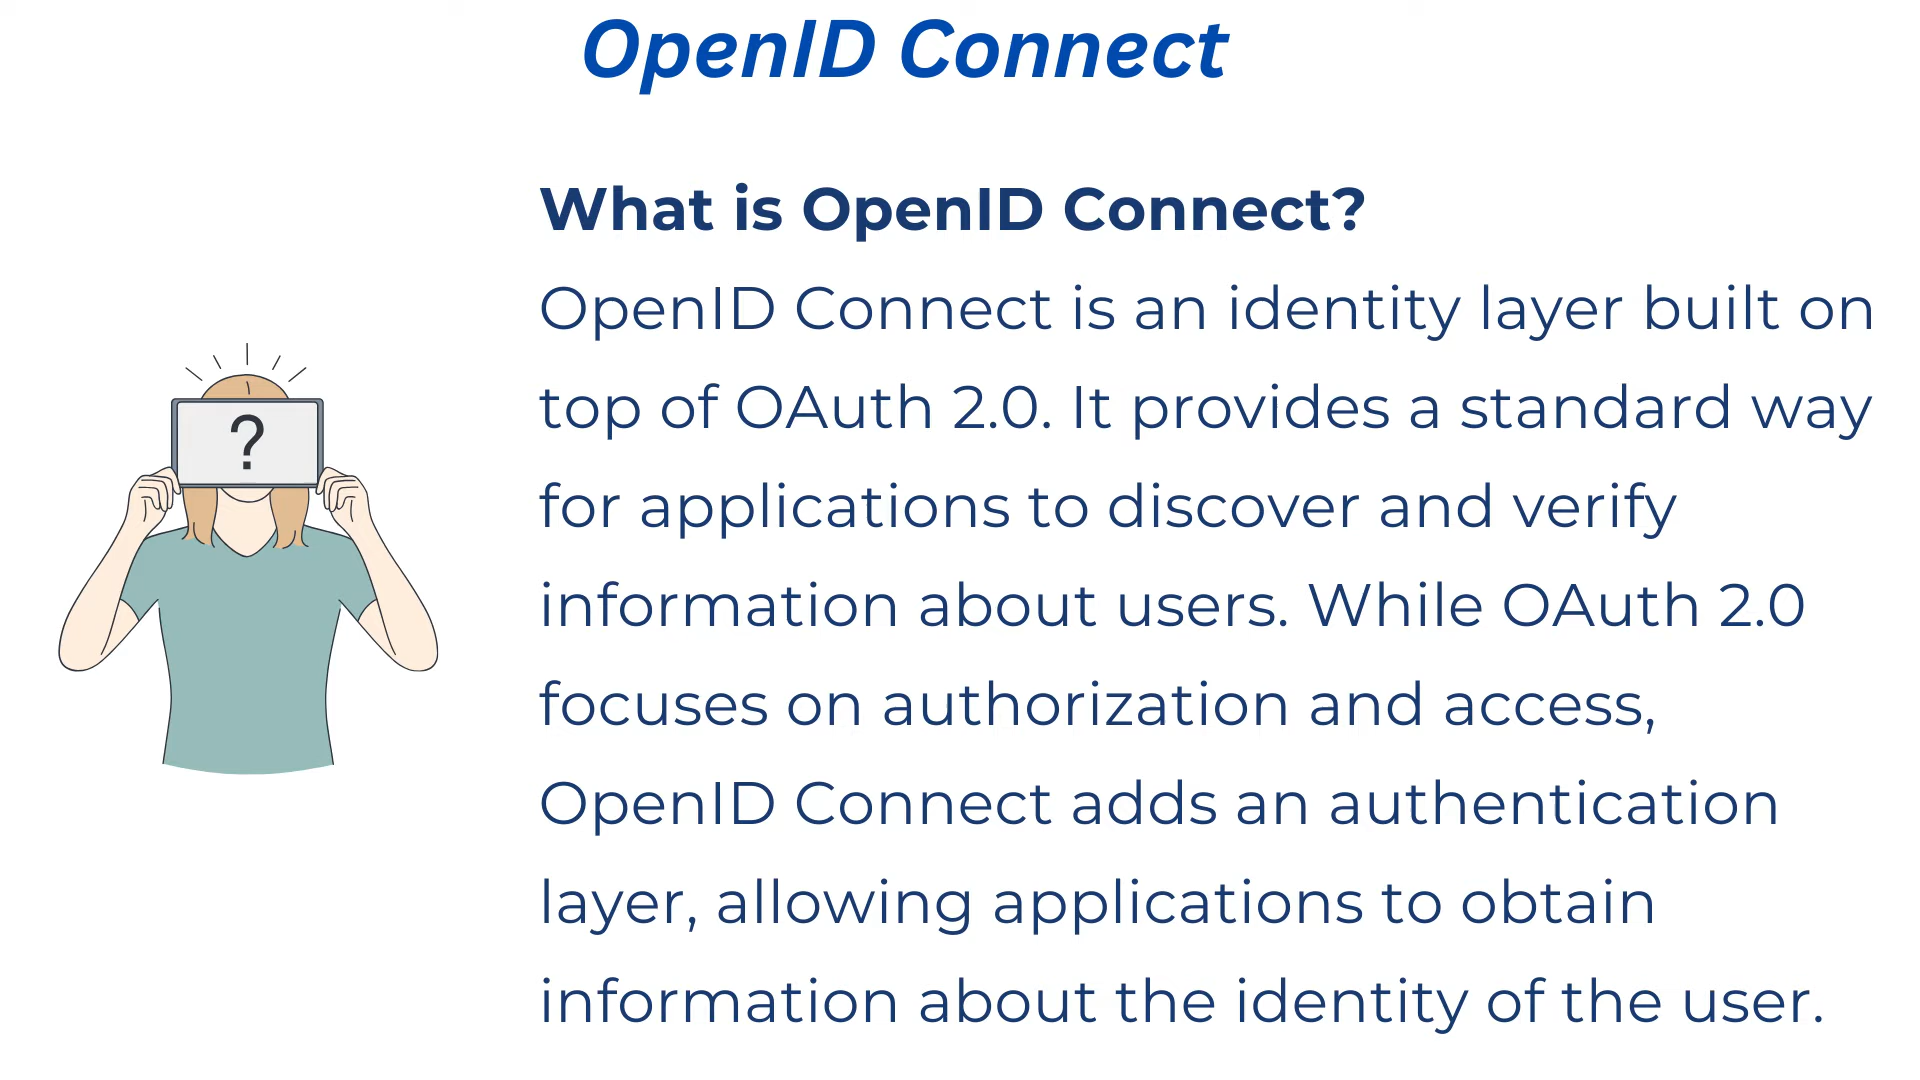 OpenID Connect
What is OpenID Connect?
OpenID Connect is an identity layer built on
top of OAuth 2.0. It provides a standard way
for applications to discover and verify
information about users. While OAuth 2.0
focuses on authorization and access,
OpenID Connect adds an authentication
layer, allowing applications to obtain
information about the identity of the user.
?